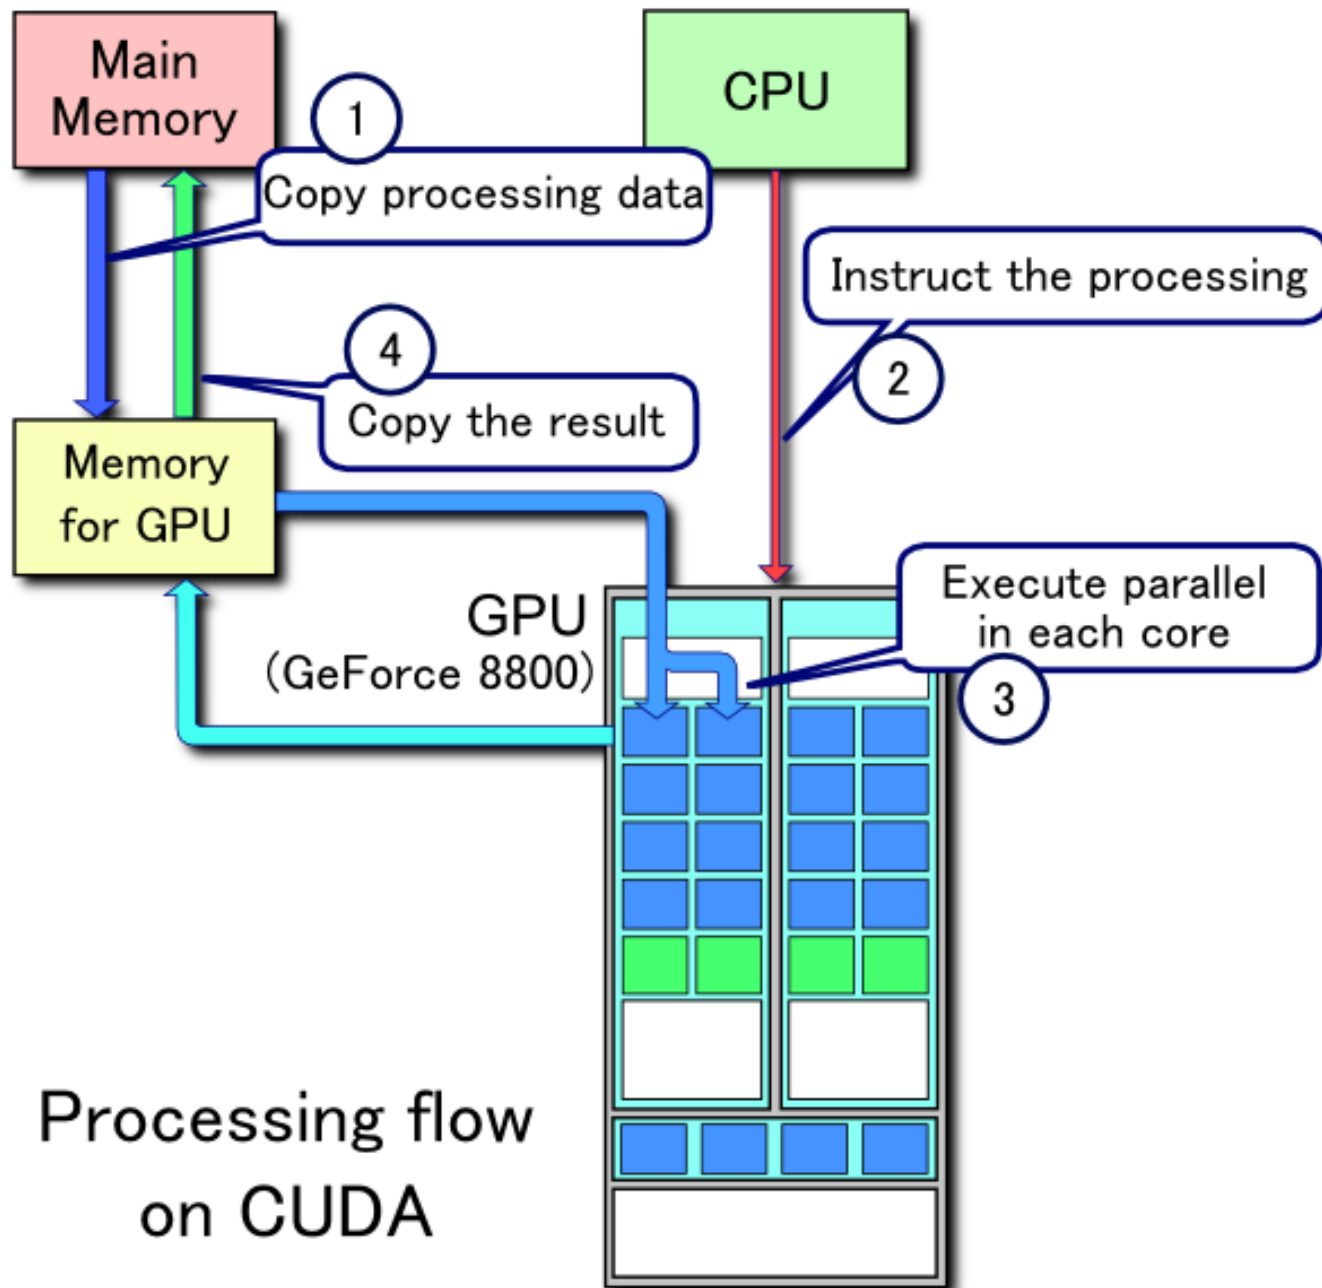 Main
Memory
CPU
1
Copy processing data
Instruct the processing
2
4
Copy the result
Memory
for GPU
GPU
(GeForce 8800)
Execute parallel
in each core
3
Processing flow
on CUDA